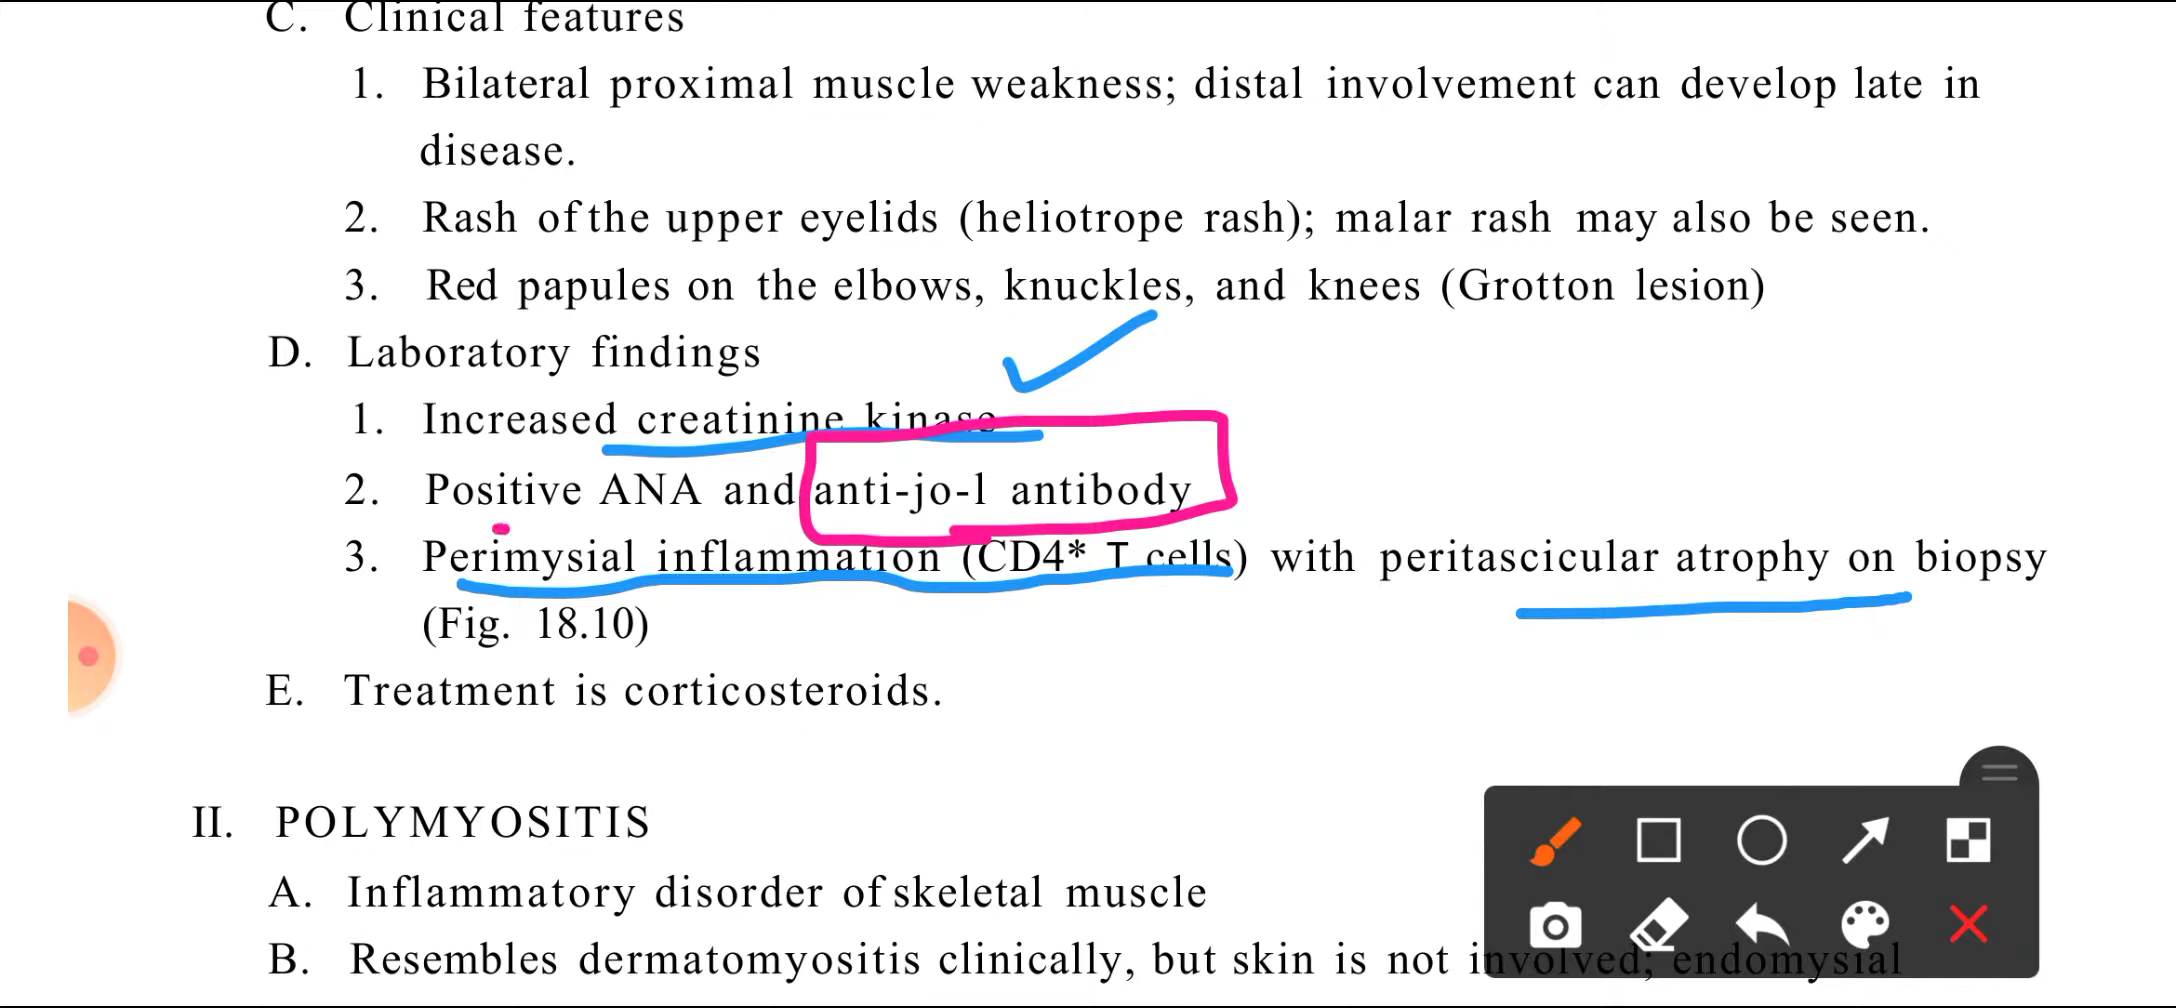 C. Clinical features
1. Bilateral proximal muscle weakness; distal involvement can develop late in
disease.
2. Rash of the upper eyelids (heliotrope rash); malar rash may also be seen.
3. Red papules on the elbows, knuckles, and knees (Grotton lesion)
D. Laboratory findings
1. Increased creatinine kinase
2. Positive ANA and anti-jo-l antibody
3. Perimysial inflammation (CD4* T cells) with peritascicular atrophy on biopsy
(Fig. 18.10)
E. Treatment is corticosteroids.
II. POLYMYOSITIS
A. Inflammatory disorder of skeletal muscle
B. Resembles dermatomyositis clinically, but skin is not involved; endomysial